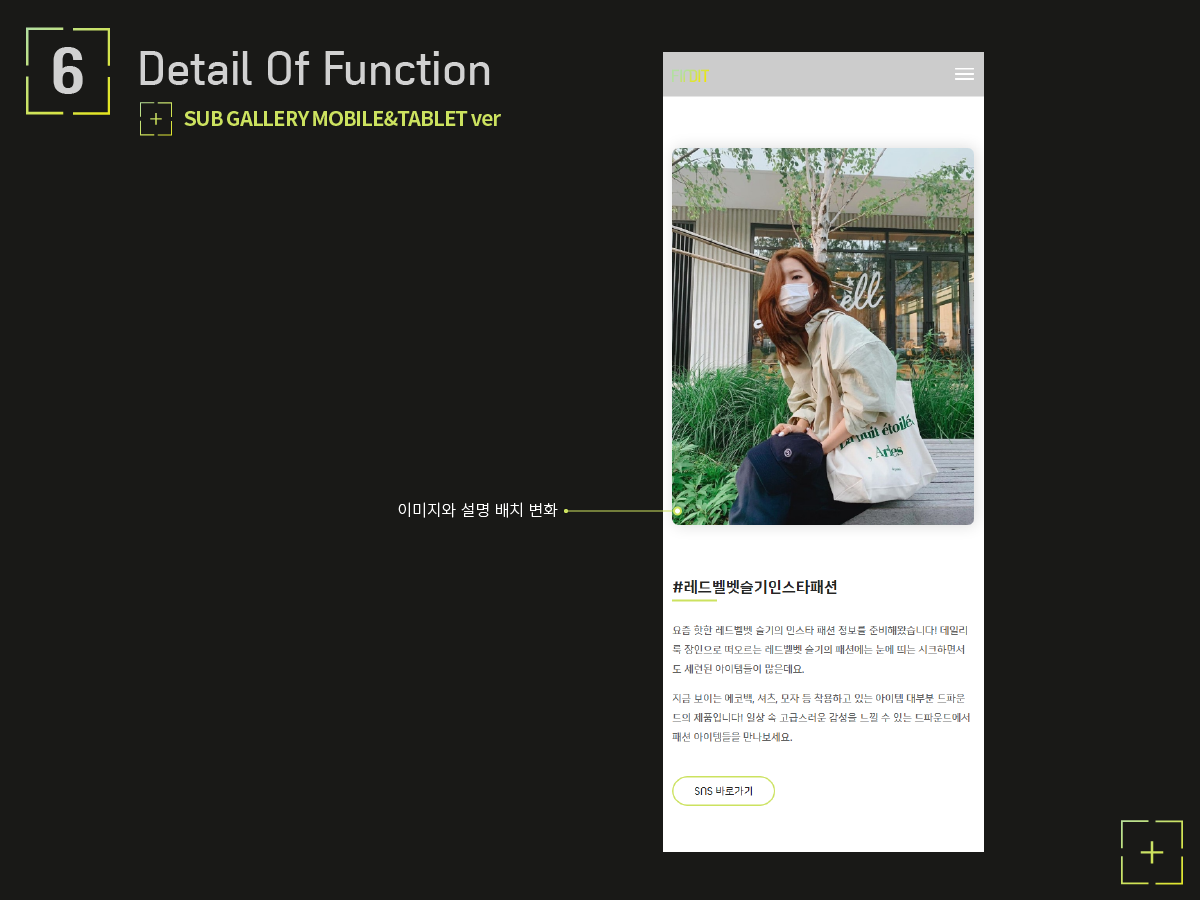 6
Detail Of Function
SUB GALLERY MOBILE&TABLET ver
ell
La nuit étoilée
, Arles
이미지와 설명 배치 변화
#레드벨벳슬기인스타패션
요즘 핫한 레드벨벳 슬기의 인스타 패션 정보를 준비해왔습니다! 데일리
룩 장인으로 떠오르는 레드벨벳 슬기의 패션에는 눈에 띄는 시크하면서
도 세련된 아이템들이 많은데요.
지금 보이는 에코백, 셔츠, 모자 등 착용하고 있는 아이템 대부분 드파운
드의 제품입니다! 일상 속 고급스러운 감성을 느낄 수 있는 드파운드에서
패션 아이템들을 만나보세요.
SNS 바로가기